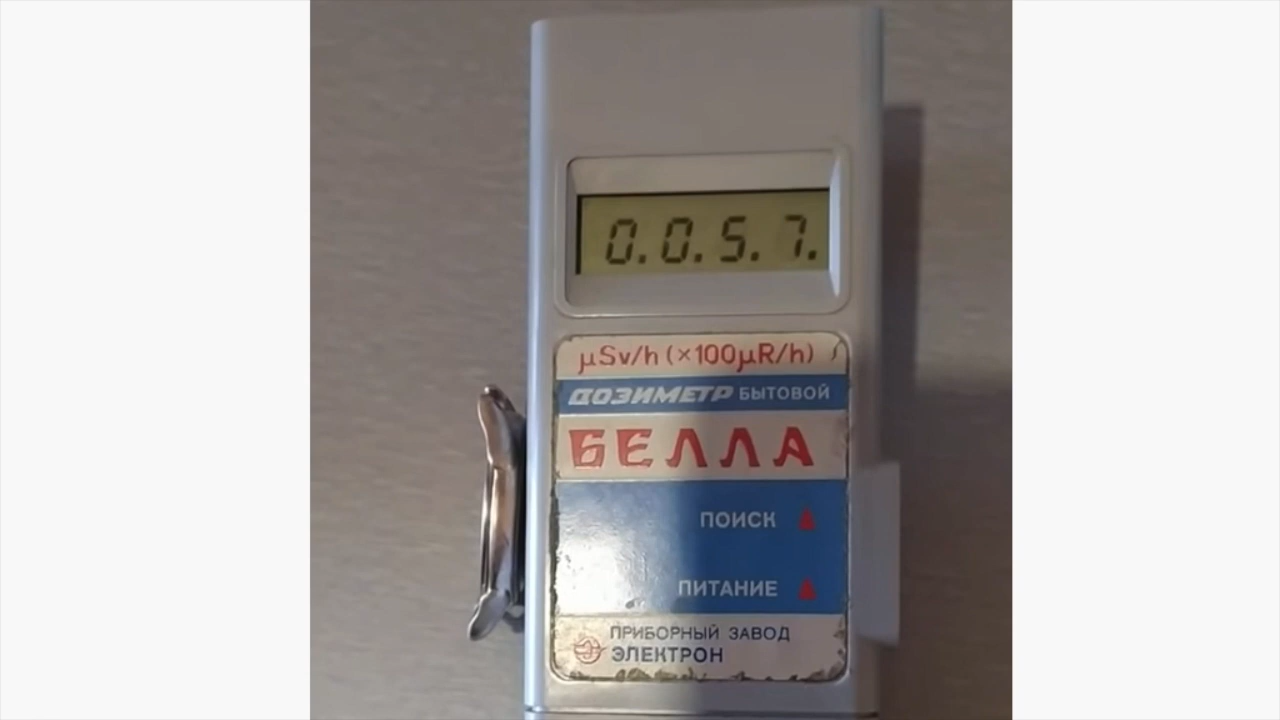 0.0.5.7.
μSv/h (×100μR/h)
ДОЗИМЕТР БЫТОВОЙ
БЕЛЛА
ПОИСК
ПИТАНИЕ
ПРИБОРНЫЙ ЗАВОД
ЭЛЕКТРОН